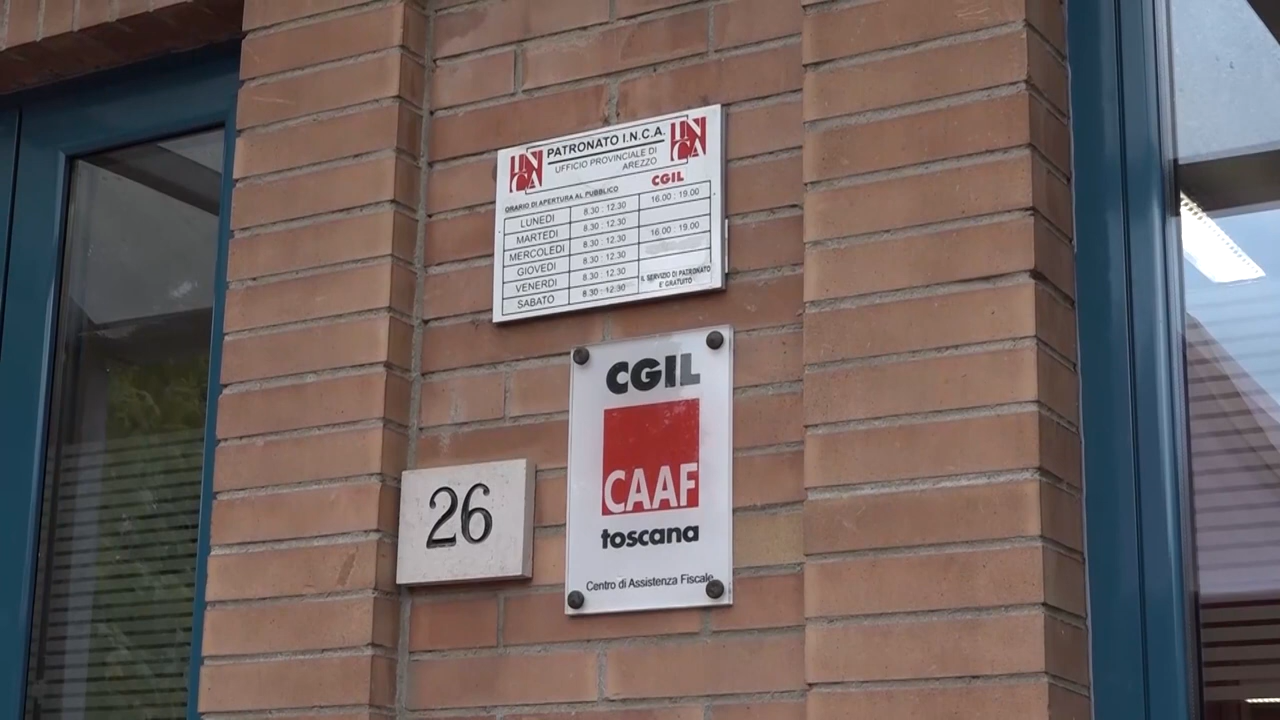 INCA PATRONATO I.N.C.A. INCA
UFFICIO PROVINCIALE DI
AREZZO
CGIL
ORARIO DI APERTURA AL PUBBLICO
LUNEDI 8.30 : 12.30 16.00 : 19.00
MARTEDI 8.30 : 12.30
MERCOLEDI 8.30 : 12.30 16.00 : 19.00
GIOVEDI 8.30 : 12.30
VENERDI 8.30 : 12.30
SABATO 8.30 : 12.30
IL SERVIZIO DI PATRONATO
E' GRATUITO
CGIL
CAAF
toscana
Centro di Assistenza Fiscale
26